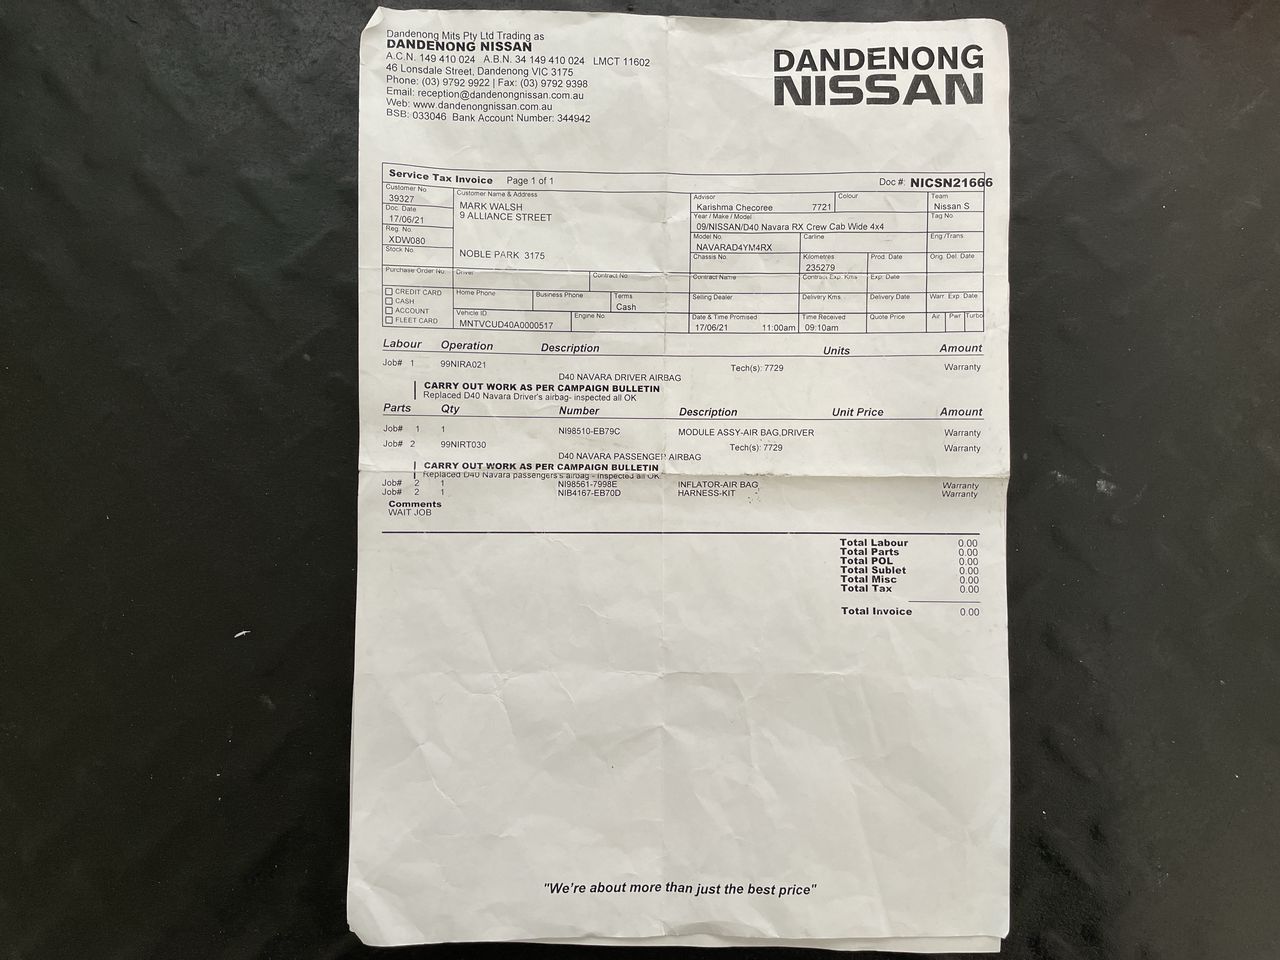 Dandenong Mits Pty Ltd Trading as
DANDENONG NISSAN
A.C.N. 149 410 024 A.B.N. 34 149 410 024 LMCT 11602
46 Lonsdale Street, Dandenong VIC 3175
Phone: (03) 9792 9922 | Fax: (03) 9792 9398
Email: reception@dandenongnissan.com.au
Web: www.dandenongnissan.com.au
BSB: 033046 Bank Account Number: 344942
DANDENONG
NISSAN
Service Tax Invoice Page 1 of 1 Doc #: NICSN21666
Customer No Customer Name & Address Advisor Colour Team
39327 MARK WALSH Karishma Checoree 7721 Nissan S
Doc. Date 9 ALLIANCE STREET Year / Make / Model Tag No.
17/06/21 09/NISSAN/D40 Navara RX Crew Cab Wide 4x4
Reg. No. Model No. Carline Eng /Trans.
XDW080 NAVARAD4YM4RX
Stock No. NOBLE PARK 3175 Chassis No. Kilometres Prod. Date Orig. Del. Date
235279
Purchase Order No. Driver Contract No. Contract Name Contract Exp. Kms Exp. Date
CREDIT CARD Home Phone Business Phone Terms Selling Dealer Delivery Kms. Delivery Date Warr. Exp. Date
CASH Cash
ACCOUNT Vehicle ID Engine No. Date & Time Promised Time Received Quote Price Air Pwr Turbo
FLEET CARD MNTVCUD40A0000517 17/06/21 11:00am 09:10am
Labour Operation Description Units Amount
Job# 1 99NIRA021 Tech(s): 7729 Warranty
D40 NAVARA DRIVER AIRBAG
CARRY OUT WORK AS PER CAMPAIGN BULLETIN
Replaced D40 Navara Driver's airbag- inspected all OK
Parts Qty Number Description Unit Price Amount
Job# 1 1 NI98510-EB79C MODULE ASSY-AIR BAG,DRIVER Warranty
Job# 2 99NIRT030 Tech(s): 7729 Warranty
D40 NAVARA PASSENGER AIRBAG
CARRY OUT WORK AS PER CAMPAIGN BULLETIN
Replaced D40 Navara passengers's airbag - Inspected all OK.
Job# 2 1 NI98561-7998E INFLATOR-AIR BAG Warranty
Job# 2 1 NIB4167-EB70D HARNESS-KIT Warranty
Comments
WAIT JOB
Total Labour 0.00
Total Parts 0.00
Total POL 0.00
Total Sublet 0.00
Total Misc 0.00
Total Tax 0.00
Total Invoice 0.00
"We're about more than just the best price"